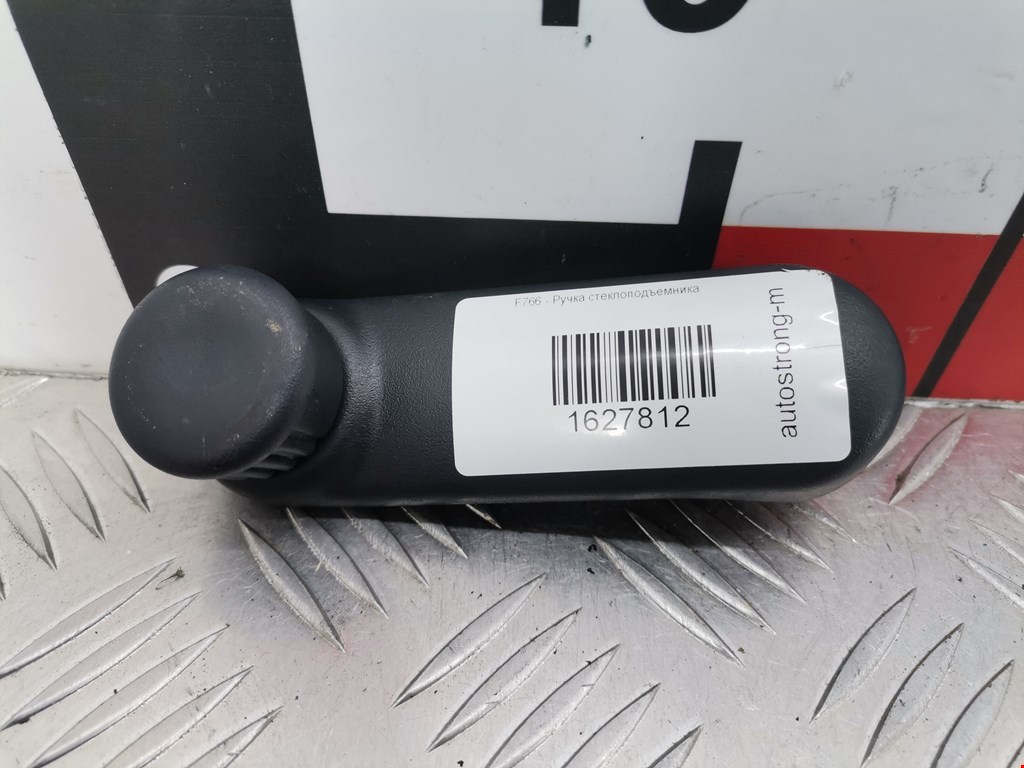 F766 - Ручка стеклоподъемника
1627812
autostrong-m